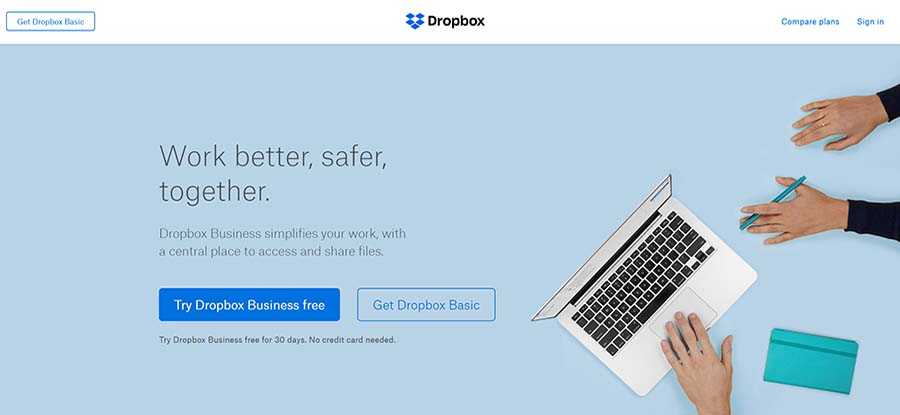 Get Dropbox Basic
Dropbox
Compare plans
Sign in
Work better, safer,
together.
Dropbox Business simplifies your work, with
a central place to access and share files.
Try Dropbox Business free
Get Dropbox Basic
Try Dropbox Business free for 30 days. No credit card needed.